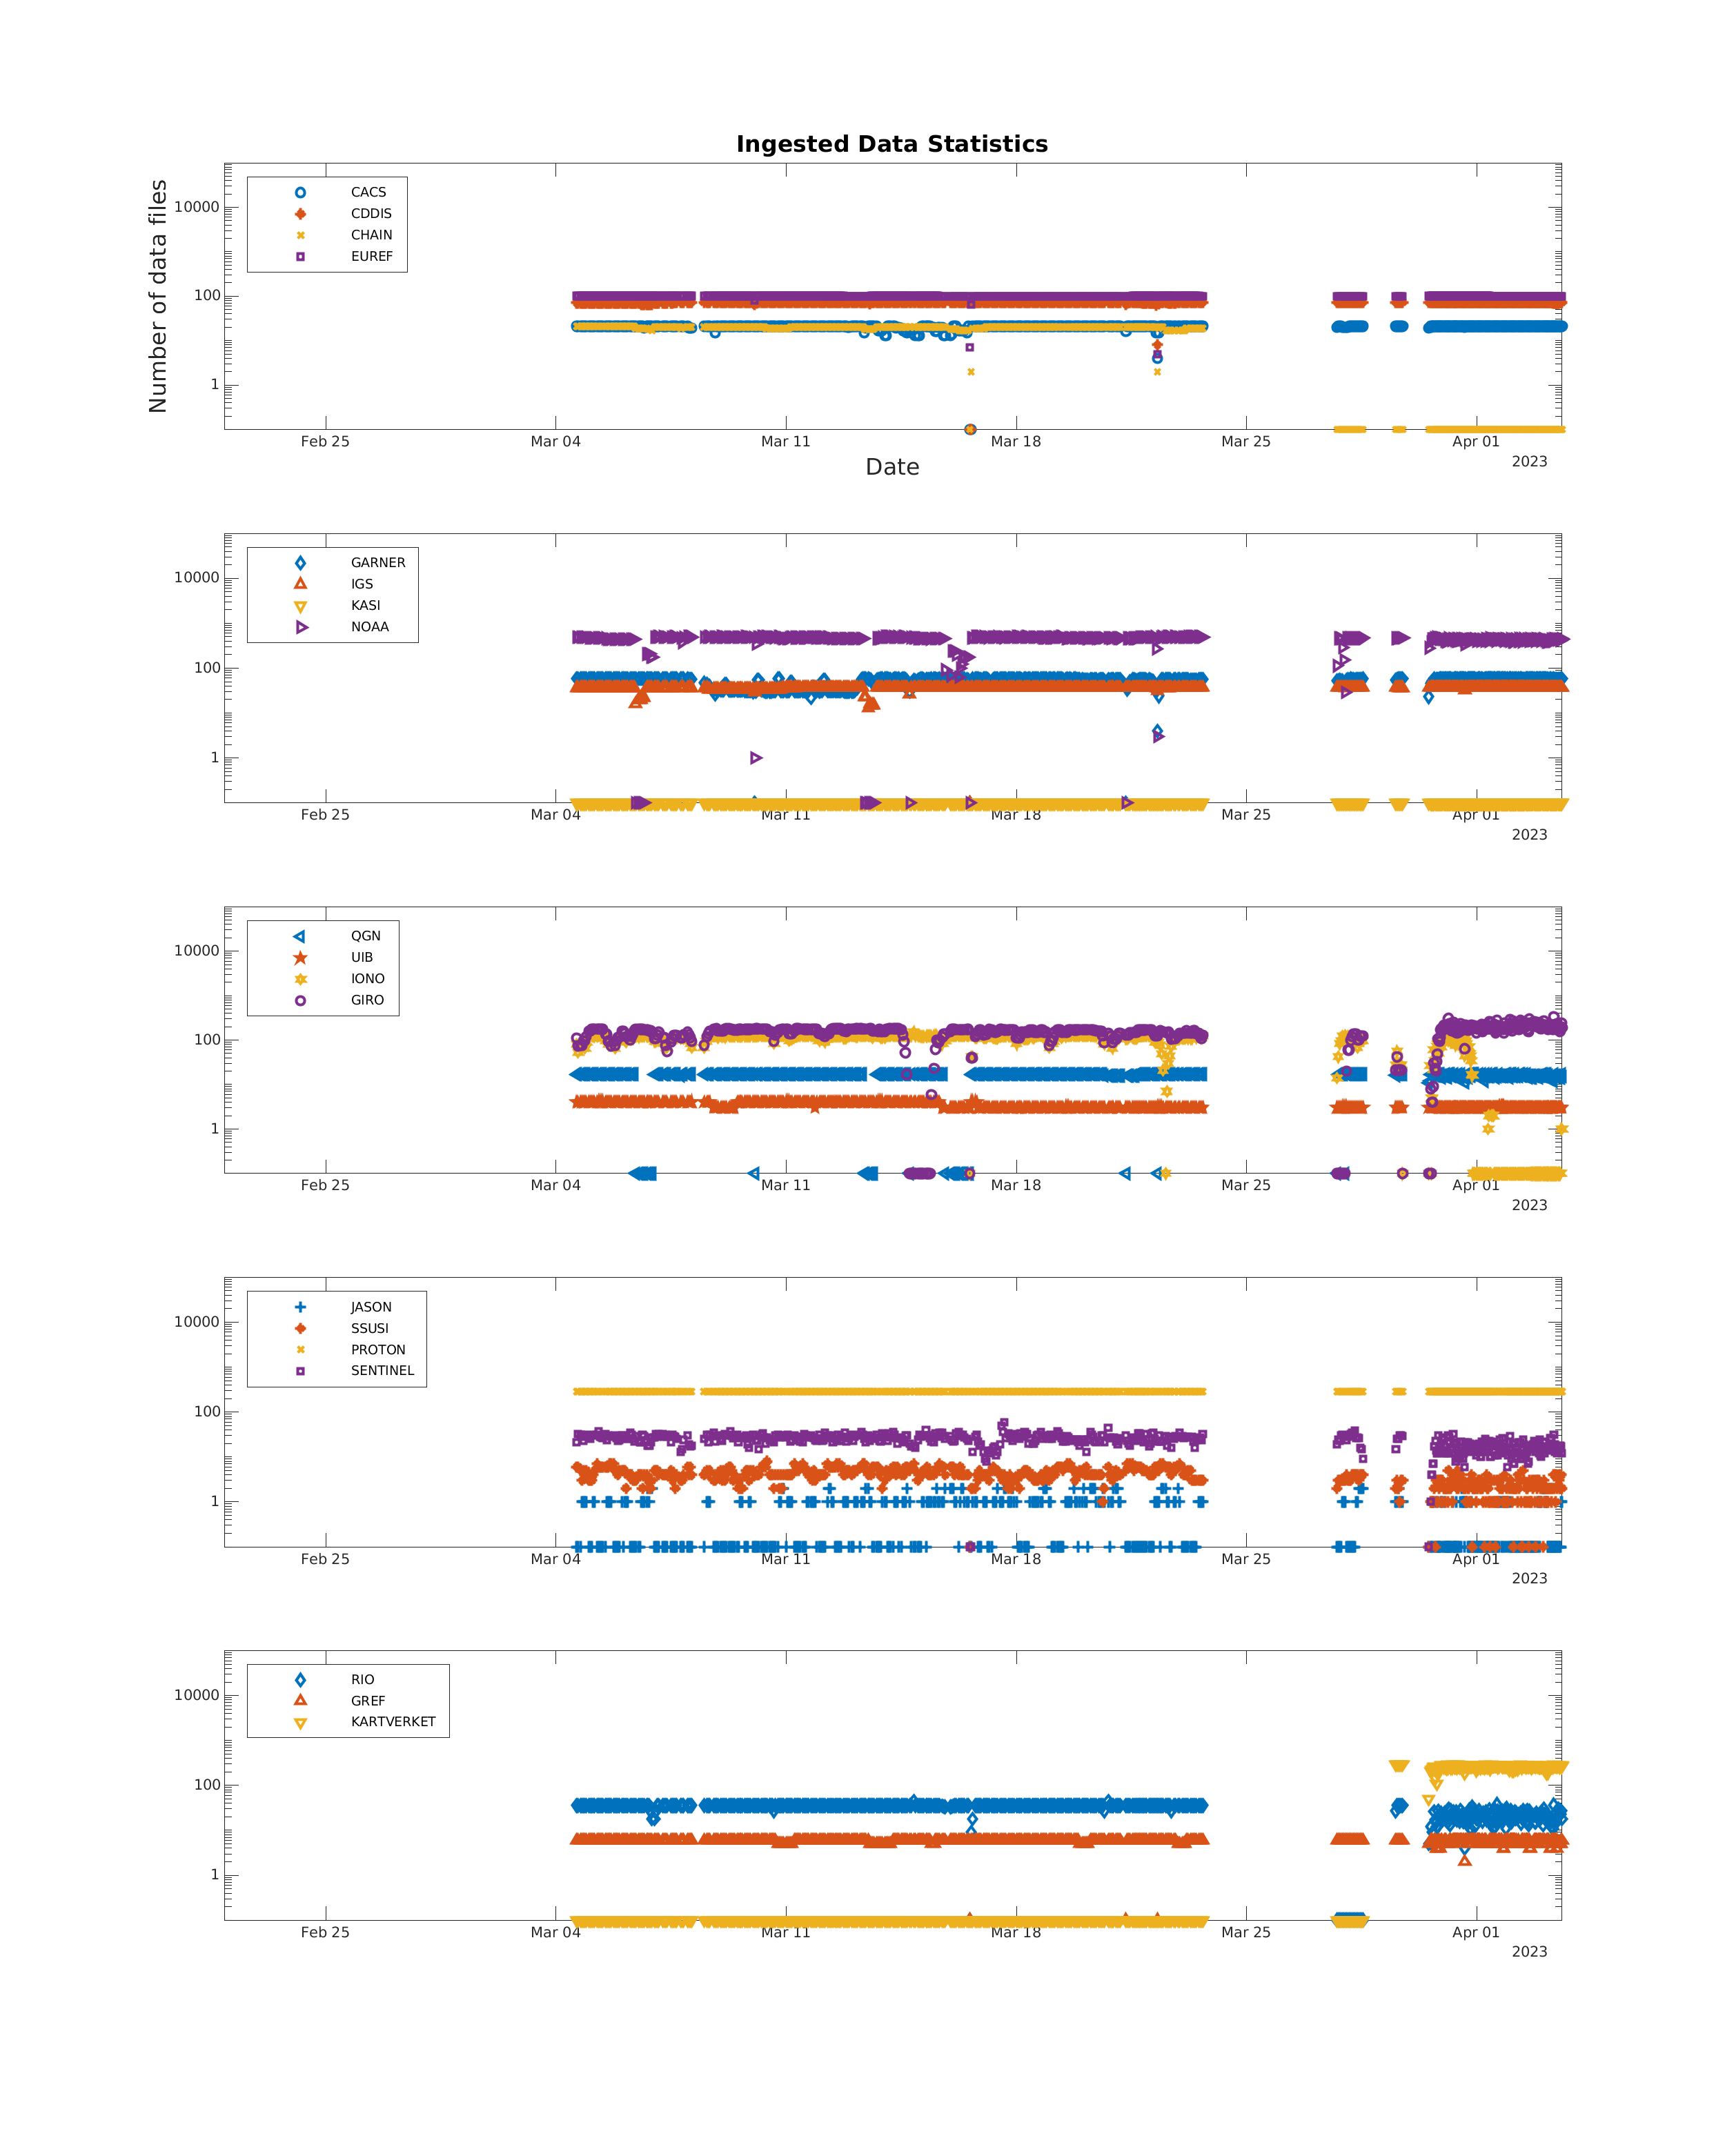 Ingested Data Statistics
Number of data files
CACS
CDDIS
CHAIN
EUREF
10000
100
1
Feb 25 Mar 04 Mar 11 Mar 18 Mar 25 Apr 01
2023
Date
GARNER
IGS
KASI
NOAA
10000
100
1
Feb 25 Mar 04 Mar 11 Mar 18 Mar 25 Apr 01
2023
QGN
UIB
IONO
GIRO
10000
100
1
Feb 25 Mar 04 Mar 11 Mar 18 Mar 25 Apr 01
2023
JASON
SSUSI
PROTON
SENTINEL
10000
100
1
Feb 25 Mar 04 Mar 11 Mar 18 Mar 25 Apr 01
2023
RIO
GREF
KARTVERKET
10000
100
1
Feb 25 Mar 04 Mar 11 Mar 18 Mar 25 Apr 01
2023